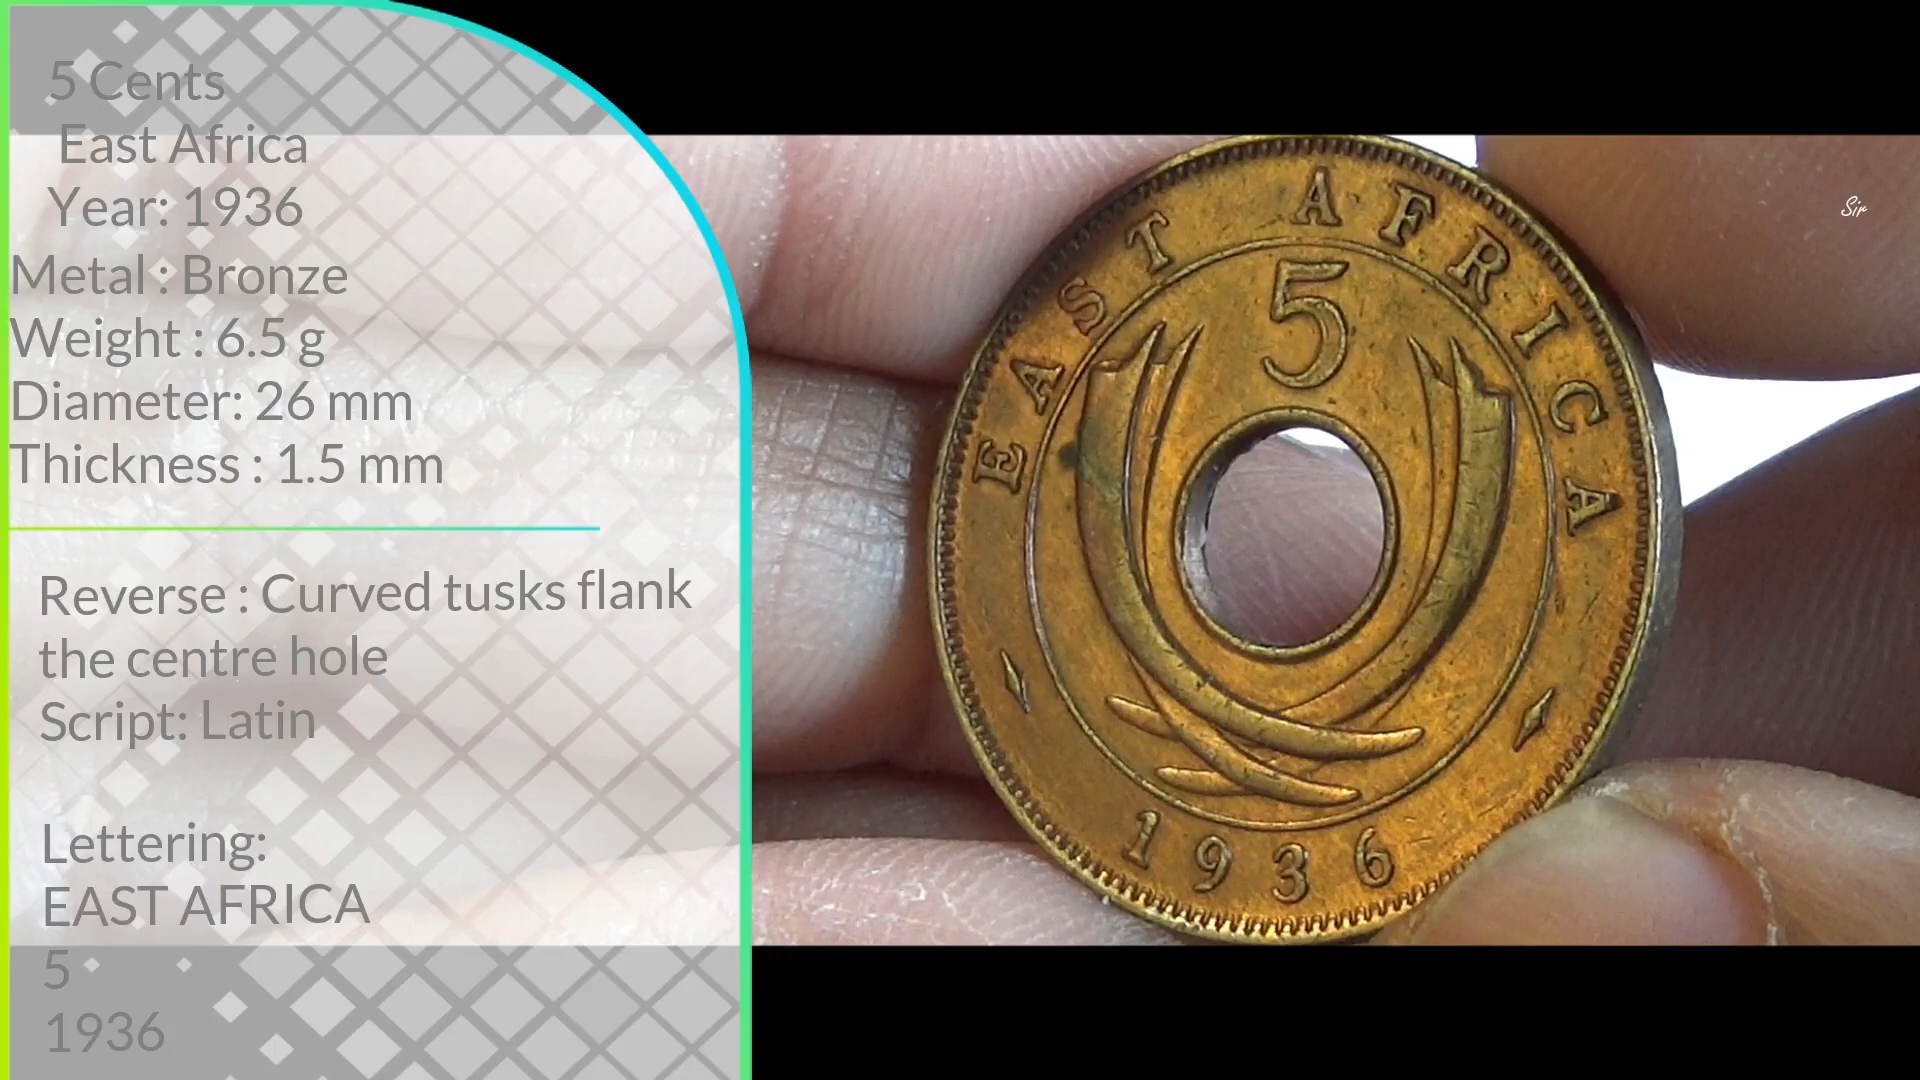 5 Cents
East Africa
Year: 1936
Metal : Bronze
Weight : 6.5 g
Diameter: 26 mm
Thickness : 1.5 mm
Reverse : Curved tusks flank
the centre hole
Script: Latin
Lettering:
EAST AFRICA
5
1936
EAST AFRICA
5
1936
Sir